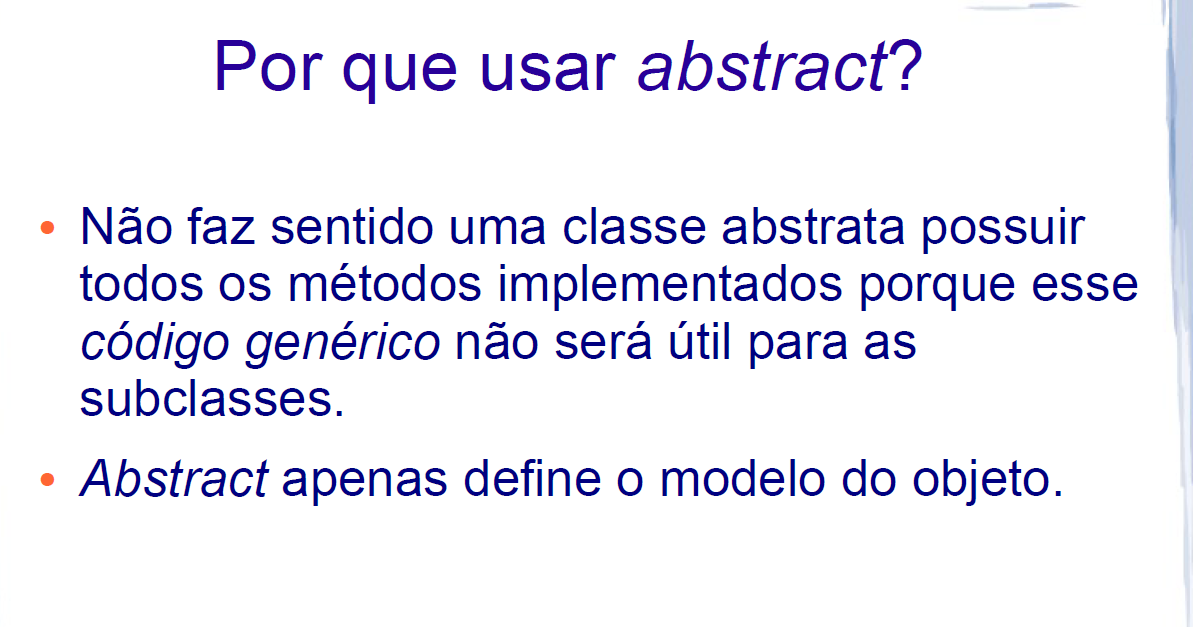 Por que usar abstract?
• Não faz sentido uma classe abstrata possuir
todos os métodos implementados porque esse
código genérico não será útil para as
subclasses.
• Abstract apenas define o modelo do objeto.